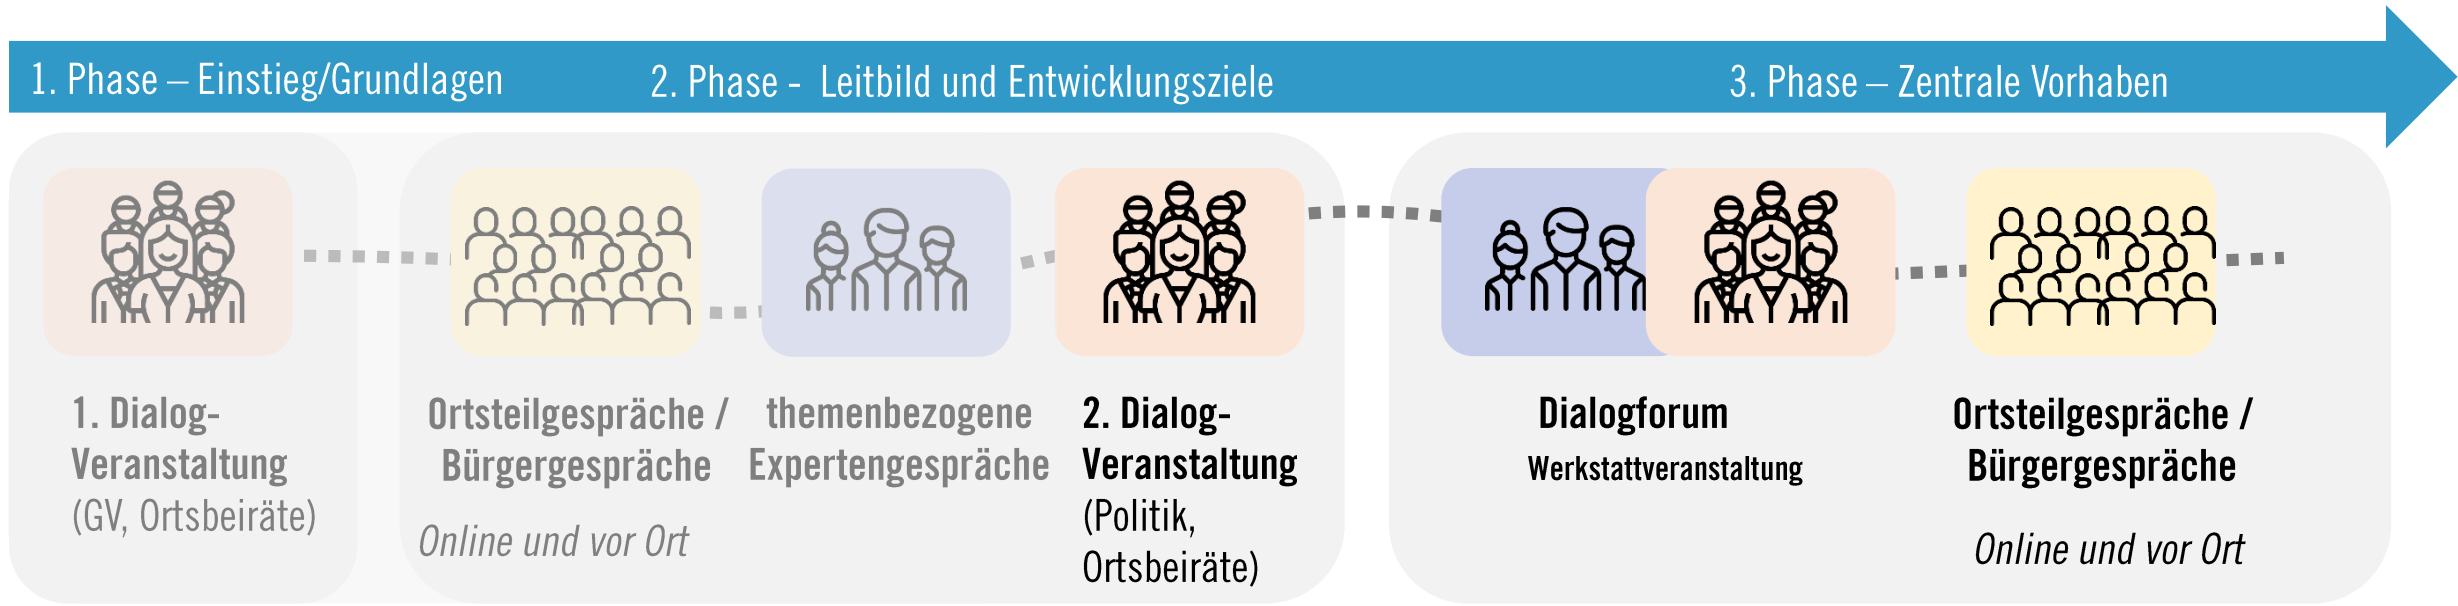 1. Phase – Einstieg/Grundlagen
2. Phase - Leitbild und Entwicklungsziele
3. Phase – Zentrale Vorhaben
1. Dialog-
Veranstaltung
(GV, Ortsbeiräte)
Ortsteilgespräche /
Bürgergespräche
Online und vor Ort
themenbezogene
Expertengespräche
2. Dialog-
Veranstaltung
(Politik,
Ortsbeiräte)
Dialogforum
Werkstattveranstaltung
Ortsteilgespräche /
Bürgergespräche
Online und vor Ort